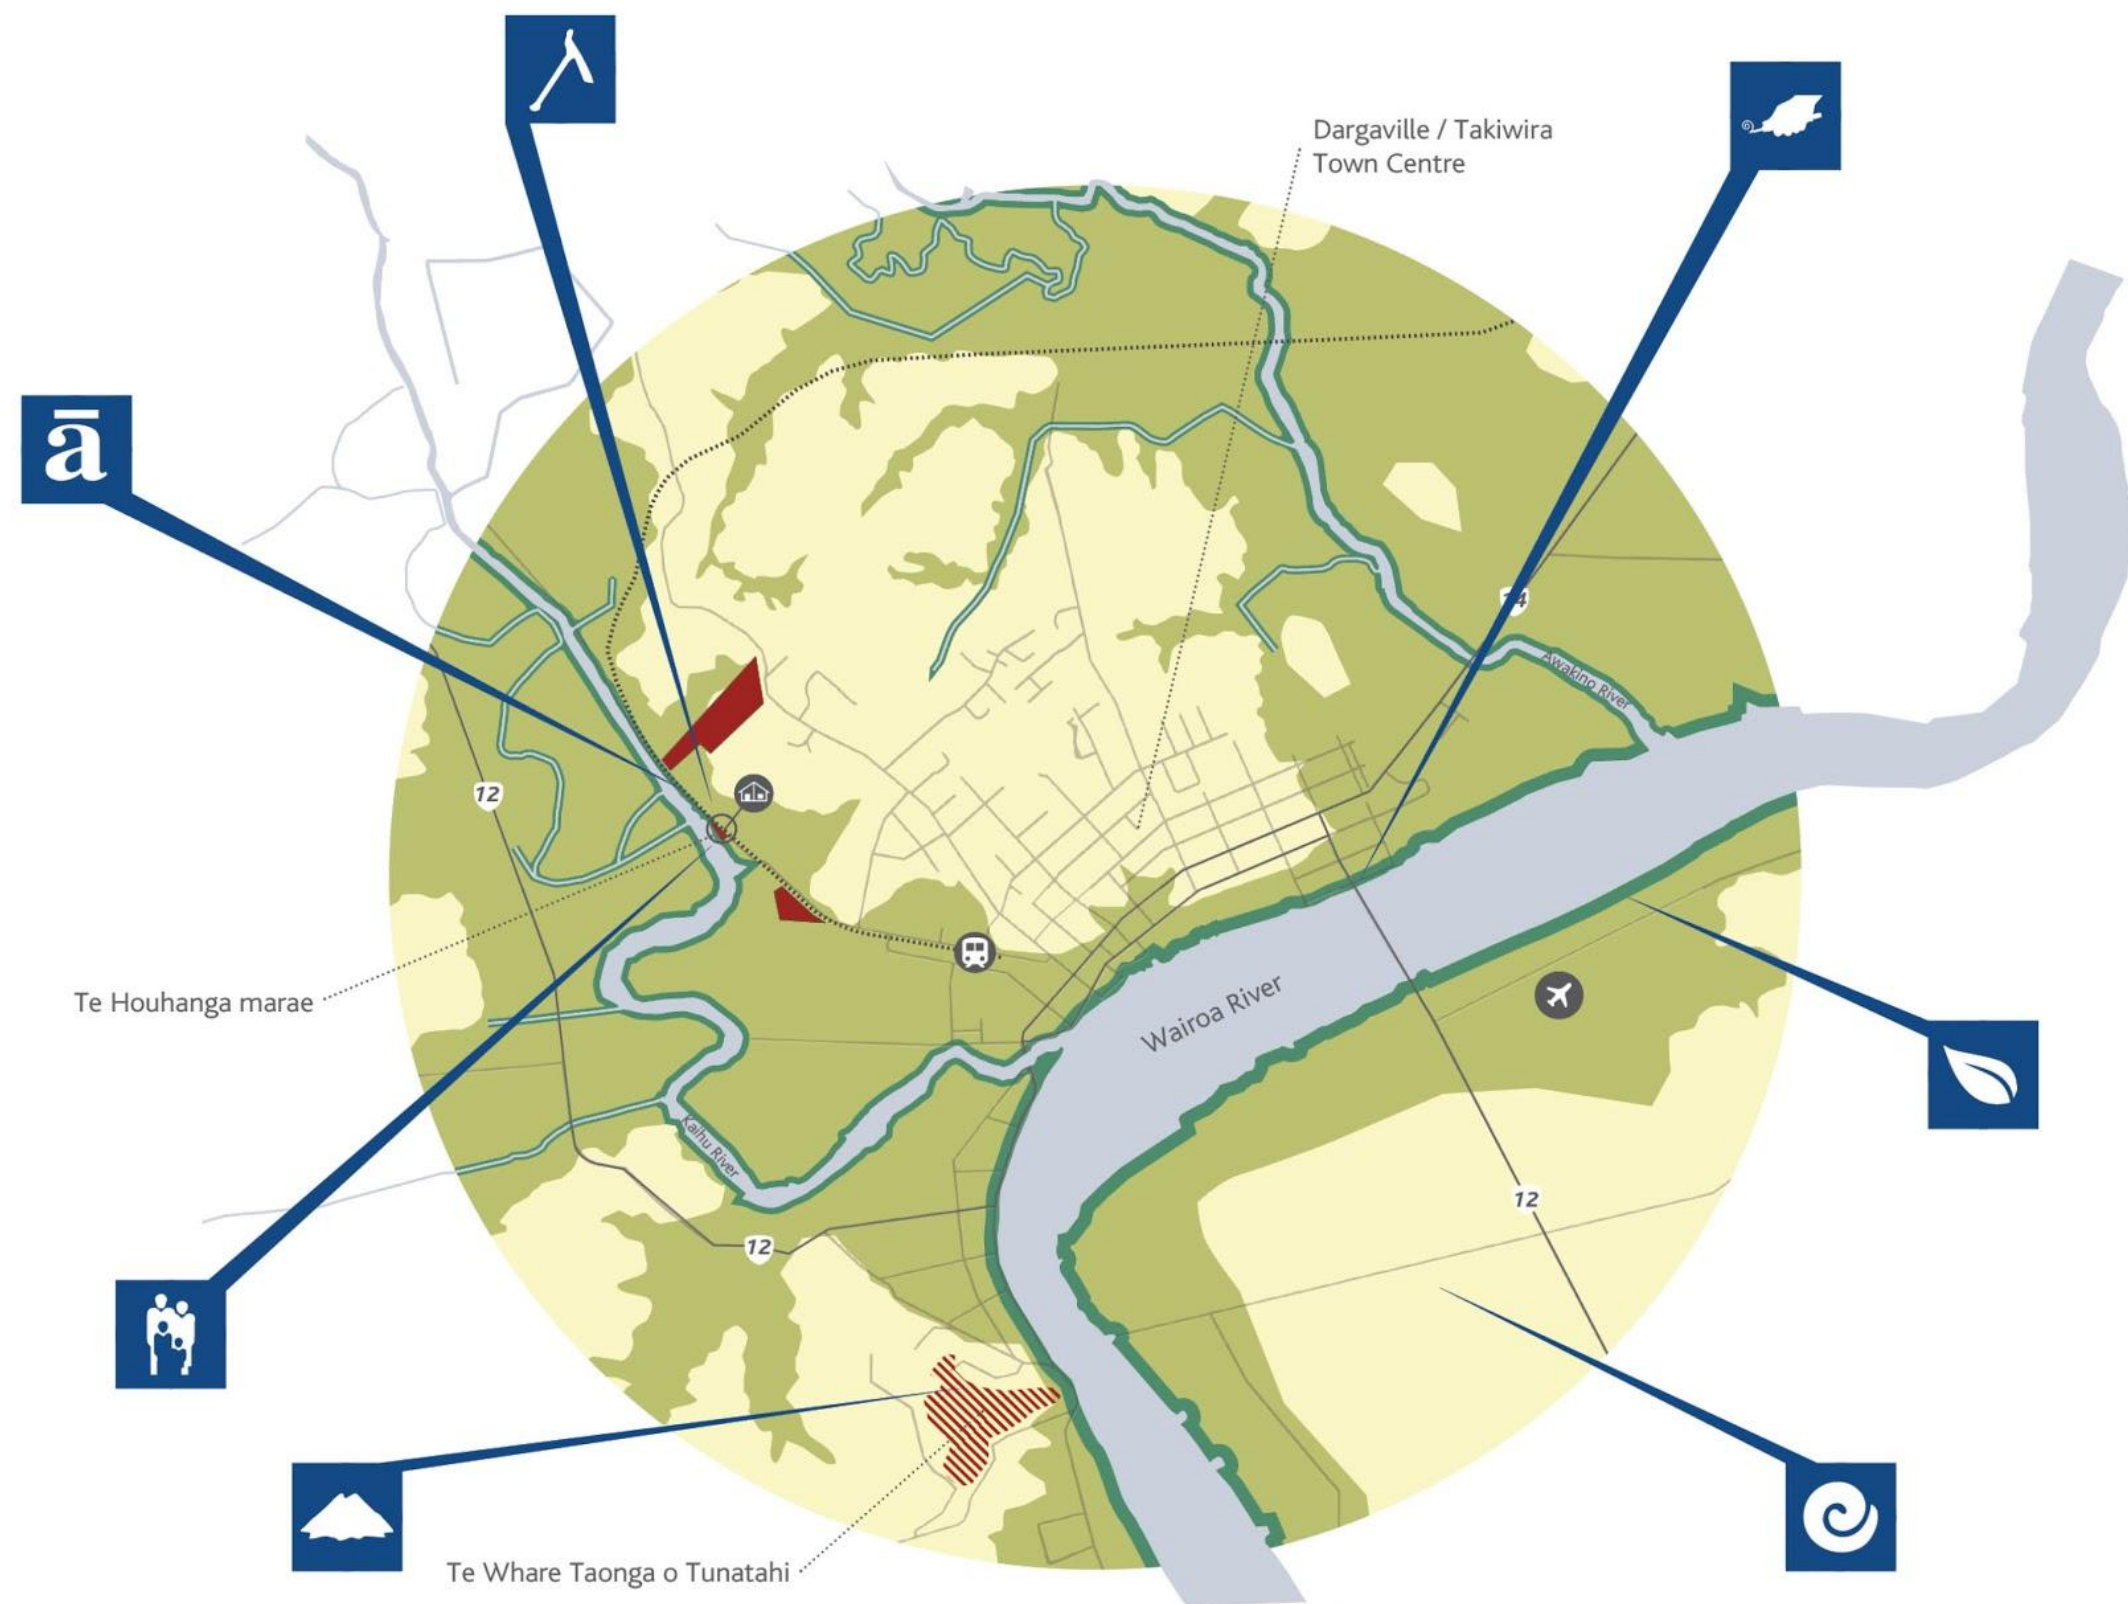 Dargaville / Takiwira
Town Centre
ā
Awakino River
12
Te Houhanga marae
Wairoa River
Kaihu River
12
12
Te Whare Taonga o Tunatahi